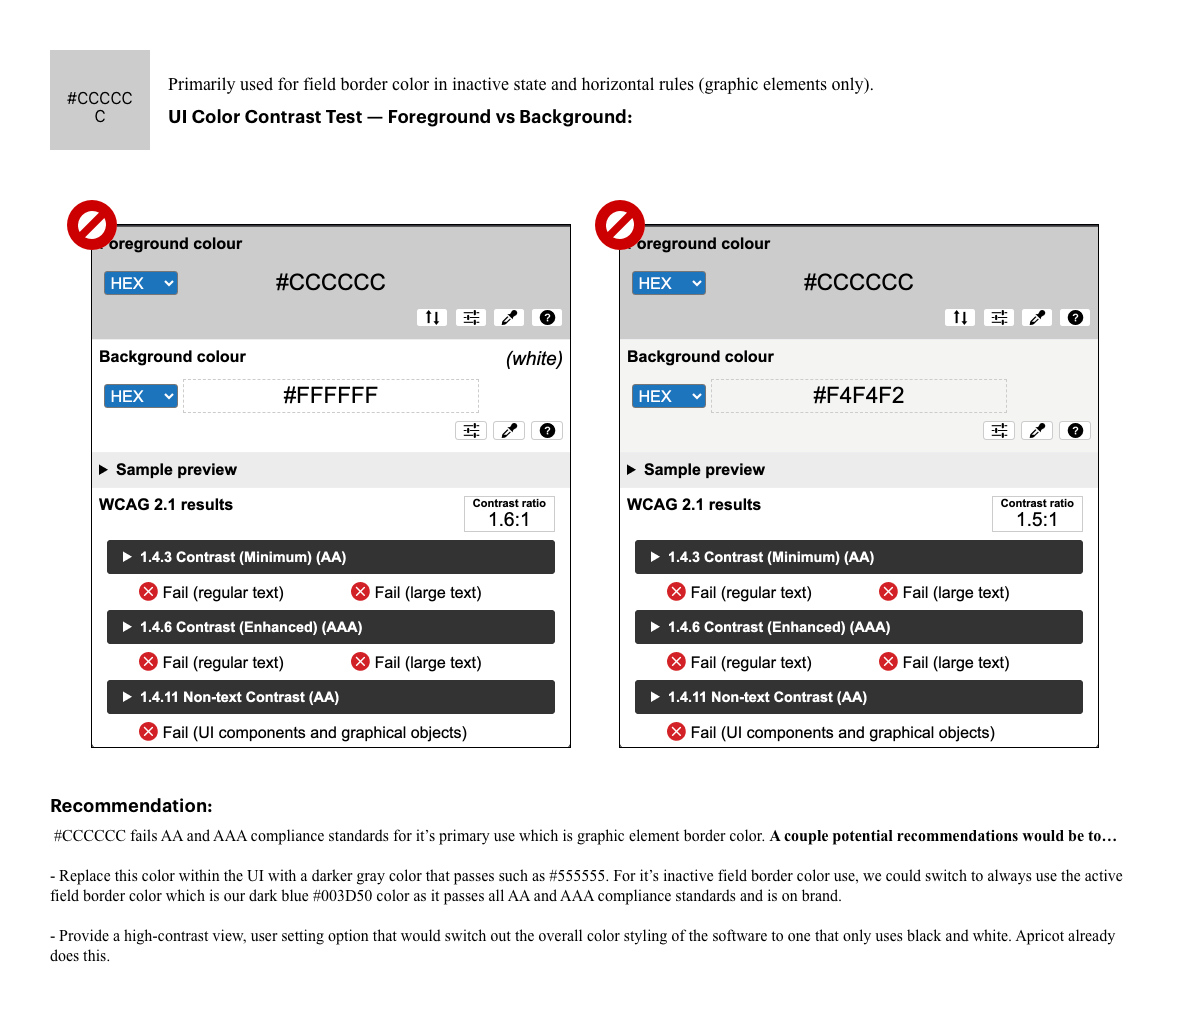 #CCCCC
C
Primarily used for field border color in inactive state and horizontal rules (graphic elements only).
UI Color Contrast Test — Foreground vs Background:
oreground colour
HEX
#CCCCCC
Background colour
(white)
HEX
#FFFFFF
Sample preview
WCAG 2.1 results
Contrast ratio
1.6:1
1.4.3 Contrast (Minimum) (AA)
Fail (regular text)
Fail (large text)
1.4.6 Contrast (Enhanced) (AAA)
Fail (regular text)
Fail (large text)
1.4.11 Non-text Contrast (AA)
Fail (UI components and graphical objects)
oreground colour
HEX
#CCCCCC
Background colour
HEX
#F4F4F2
Sample preview
WCAG 2.1 results
Contrast ratio
1.5:1
1.4.3 Contrast (Minimum) (AA)
Fail (regular text)
Fail (large text)
1.4.6 Contrast (Enhanced) (AAA)
Fail (regular text)
Fail (large text)
1.4.11 Non-text Contrast (AA)
Fail (UI components and graphical objects)
Recommendation:
#CCCCCC fails AA and AAA compliance standards for it’s primary use which is graphic element border color. A couple potential recommendations would be to…
- Replace this color within the UI with a darker gray color that passes such as #555555. For it’s inactive field border color use, we could switch to always use the active
field border color which is our dark blue #003D50 color as it passes all AA and AAA compliance standards and is on brand.
- Provide a high-contrast view, user setting option that would switch out the overall color styling of the software to one that only uses black and white. Apricot already
does this.